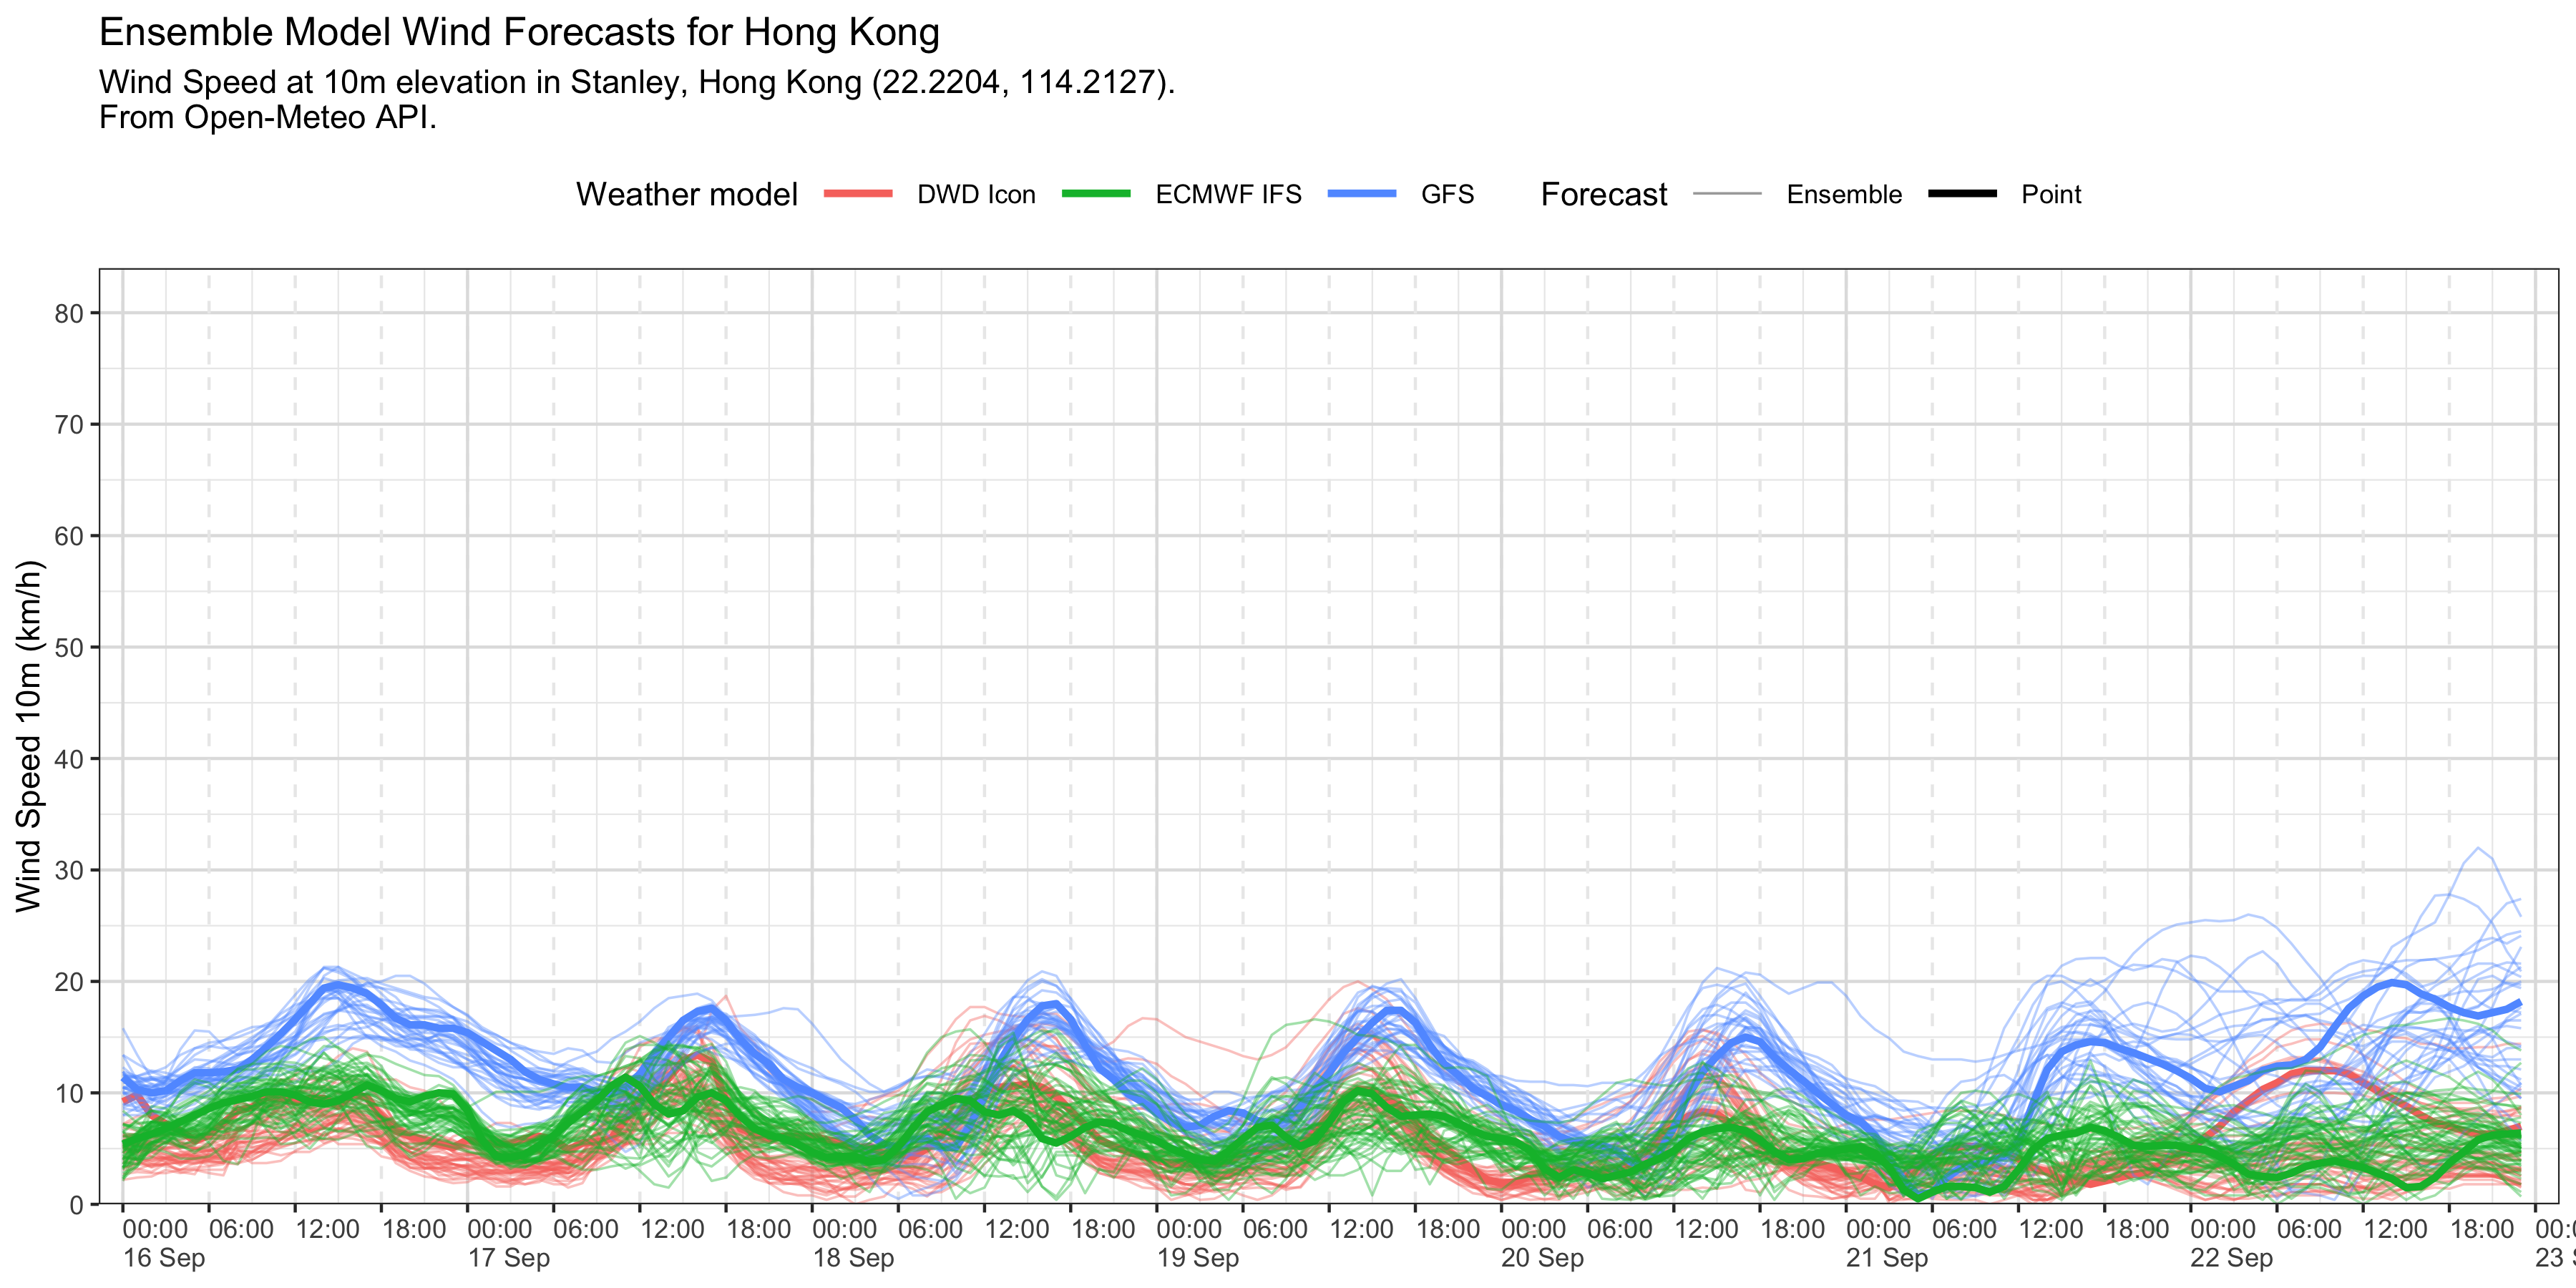 Ensemble Model Wind Forecasts for Hong Kong
Wind Speed at 10m elevation in Stanley, Hong Kong (22.2204, 114.2127).
From Open-Meteo API.
Weather model DWD Icon ECMWF IFS GFS Forecast Ensemble Point
Wind Speed 10m (km/h)
80
70
60
50
40
30
20
10
0
00:00 06:00 12:00 18:00 00:00 06:00 12:00 18:00 00:00 06:00 12:00 18:00 00:00 06:00 12:00 18:00 00:00 06:00 12:00 18:00 00:00 06:00 12:00 18:00 00:00 06:00 12:00 18:00
16 Sep 17 Sep 18 Sep 19 Sep 20 Sep 21 Sep 22 Sep 23